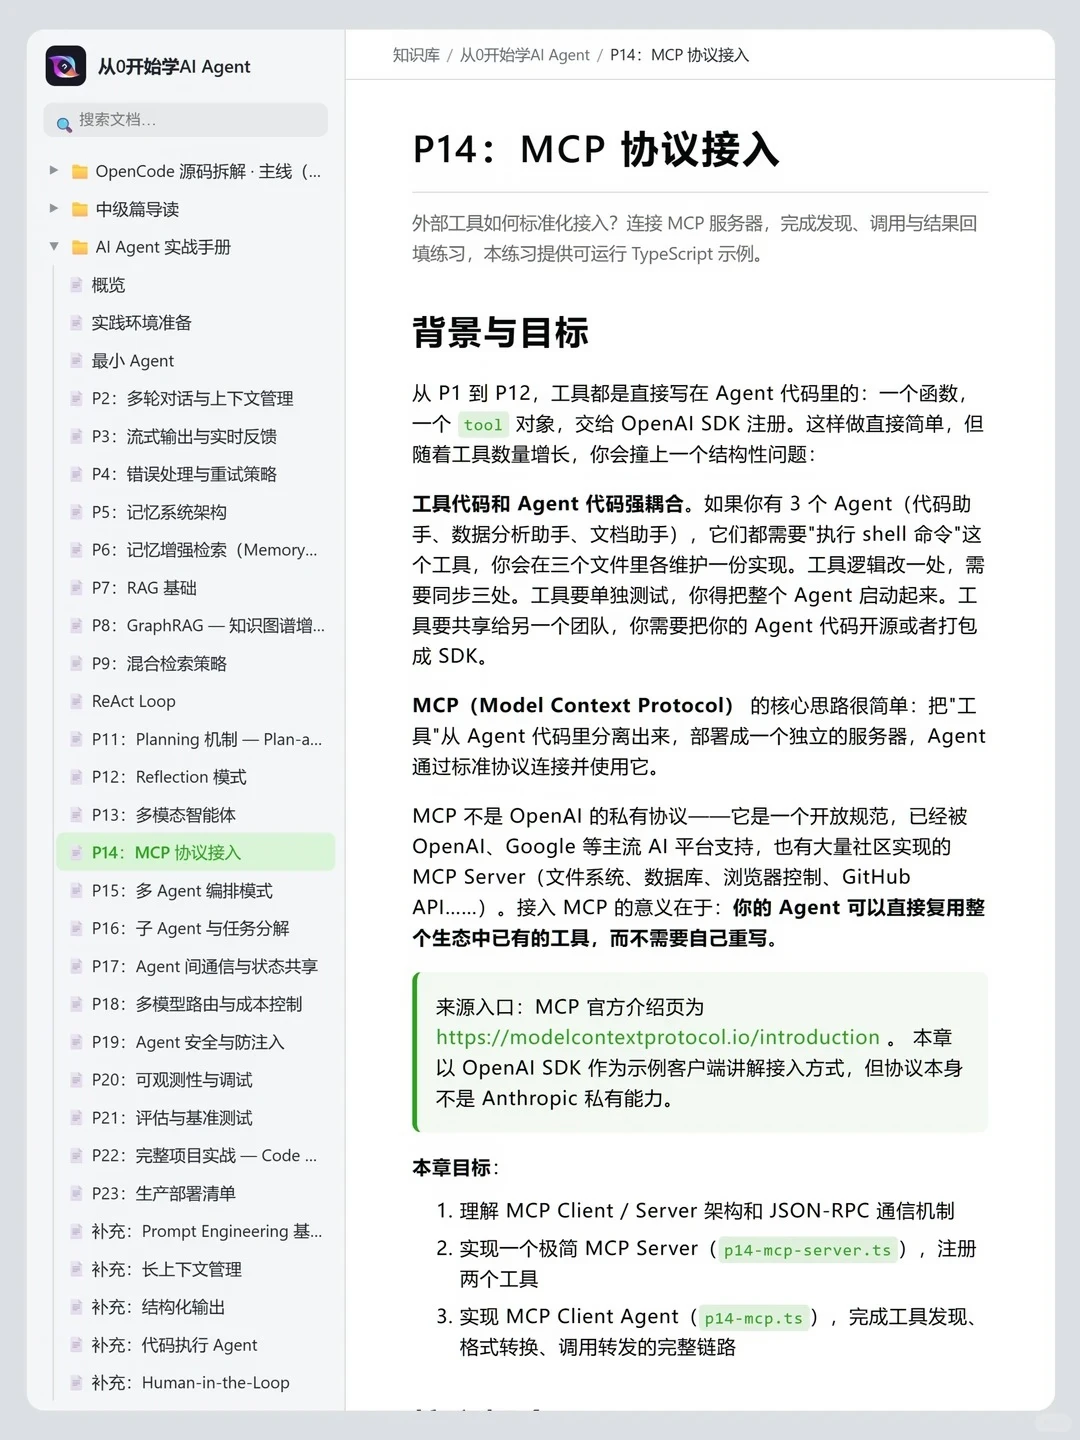 从0开始学AI Agent
搜索文档...
OpenCode 源码拆解 · 主线（...
中级篇导读
AI Agent 实战手册
概览
实践环境准备
最小 Agent
P2：多轮对话与上下文管理
P3：流式输出与实时反馈
P4：错误处理与重试策略
P5：记忆系统架构
P6：记忆增强检索（Memory...
P7：RAG 基础
P8：GraphRAG — 知识图谱增...
P9：混合检索策略
ReAct Loop
P11：Planning 机制 — Plan-a...
P12：Reflection 模式
P13：多模态智能体
P14：MCP 协议接入
P15：多 Agent 编排模式
P16：子 Agent 与任务分解
P17：Agent 间通信与状态共享
P18：多模型路由与成本控制
P19：Agent 安全与防注入
P20：可观测性与调试
P21：评估与基准测试
P22：完整项目实战 — Code ...
P23：生产部署清单
补充：Prompt Engineering 基...
补充：长上下文管理
补充：结构化输出
补充：代码执行 Agent
补充：Human-in-the-Loop
知识库 / 从0开始学AI Agent / P14：MCP 协议接入
P14：MCP 协议接入
外部工具如何标准化接入？连接 MCP 服务器，完成发现、调用与结果回
填练习，本练习提供可运行 TypeScript 示例。
背景与目标
从 P1 到 P12，工具都是直接写在 Agent 代码里的：一个函数，
一个 tool 对象，交给 OpenAI SDK 注册。这样做直接简单，但
随着工具数量增长，你会撞上一个结构性问题：
工具代码和 Agent 代码强耦合。如果你有 3 个 Agent（代码助
手、数据分析助手、文档助手），它们都需要"执行 shell 命令"这
个工具，你会在三个文件里各维护一份实现。工具逻辑改一处，需
要同步三处。工具要单独测试，你得把整个 Agent 启动起来。工
具要共享给另一个团队，你需要把你的 Agent 代码开源或者打包
成 SDK。
MCP（Model Context Protocol） 的核心思路很简单：把"工
具"从 Agent 代码里分离出来，部署成一个独立的服务器，Agent
通过标准协议连接并使用它。
MCP 不是 OpenAI 的私有协议——它是一个开放规范，已经被
OpenAI、Google 等主流 AI 平台支持，也有大量社区实现的
MCP Server（文件系统、数据库、浏览器控制、GitHub
API……）。接入 MCP 的意义在于：你的 Agent 可以直接复用整
个生态中已有的工具，而不需要自己重写。
来源入口：MCP 官方介绍页为
https://modelcontextprotocol.io/introduction 。 本章
以 OpenAI SDK 作为示例客户端讲解接入方式，但协议本身
不是 Anthropic 私有能力。
本章目标：
1. 理解 MCP Client / Server 架构和 JSON-RPC 通信机制
2. 实现一个极简 MCP Server（p14-mcp-server.ts），注册
两个工具
3. 实现 MCP Client Agent（p14-mcp.ts），完成工具发现、
格式转换、调用转发的完整链路